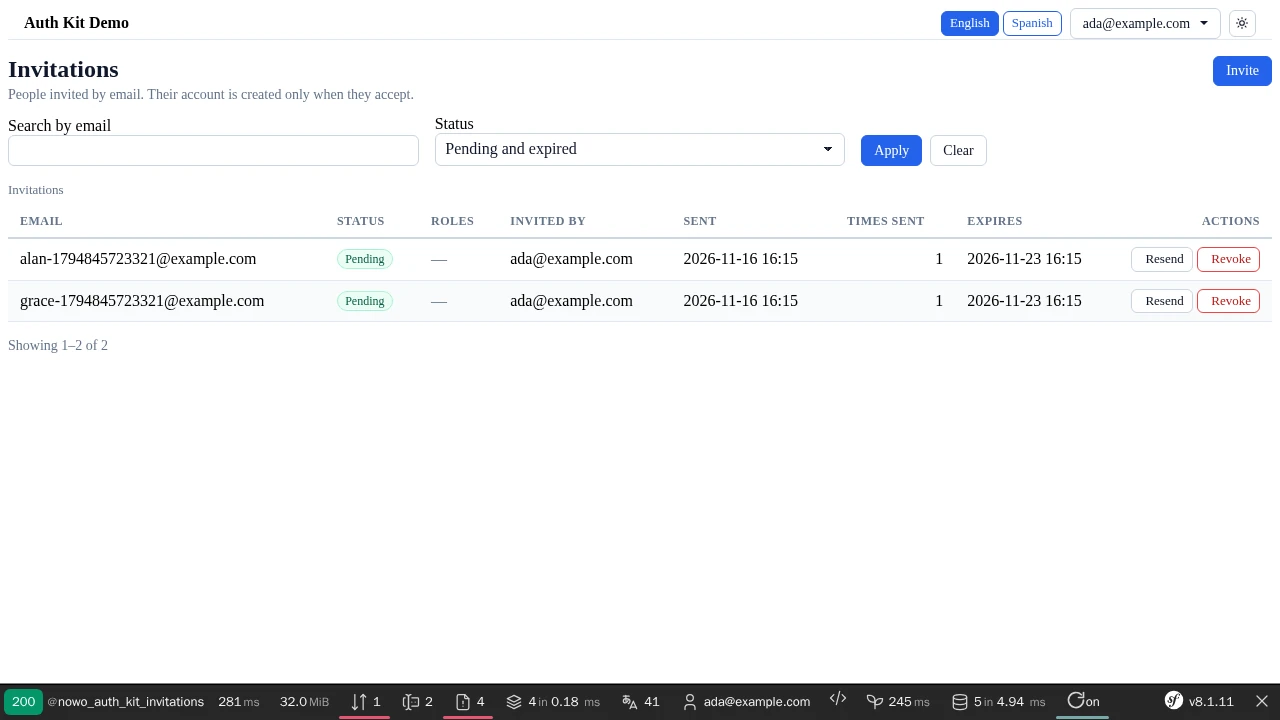 Auth Kit Demo English Spanish ada@example.com
Invitations Invite
People invited by email. Their account is created only when they accept.
Search by email Status
Pending and expired Apply Clear
Invitations
EMAIL STATUS ROLES INVITED BY SENT TIMES SENT EXPIRES ACTIONS
alan-1794845723321@example.com Pending — ada@example.com 2026-11-16 16:15 1 2026-11-23 16:15 Resend Revoke
grace-1794845723321@example.com Pending — ada@example.com 2026-11-16 16:15 1 2026-11-23 16:15 Resend Revoke
Showing 1–2 of 2
200 @nowo_auth_kit_invitations 281 ms 32.0 MiB 1 2 4 4 in 0.18 ms 41 ada@example.com 245 ms 5 in 4.94 ms on sf v8.1.11